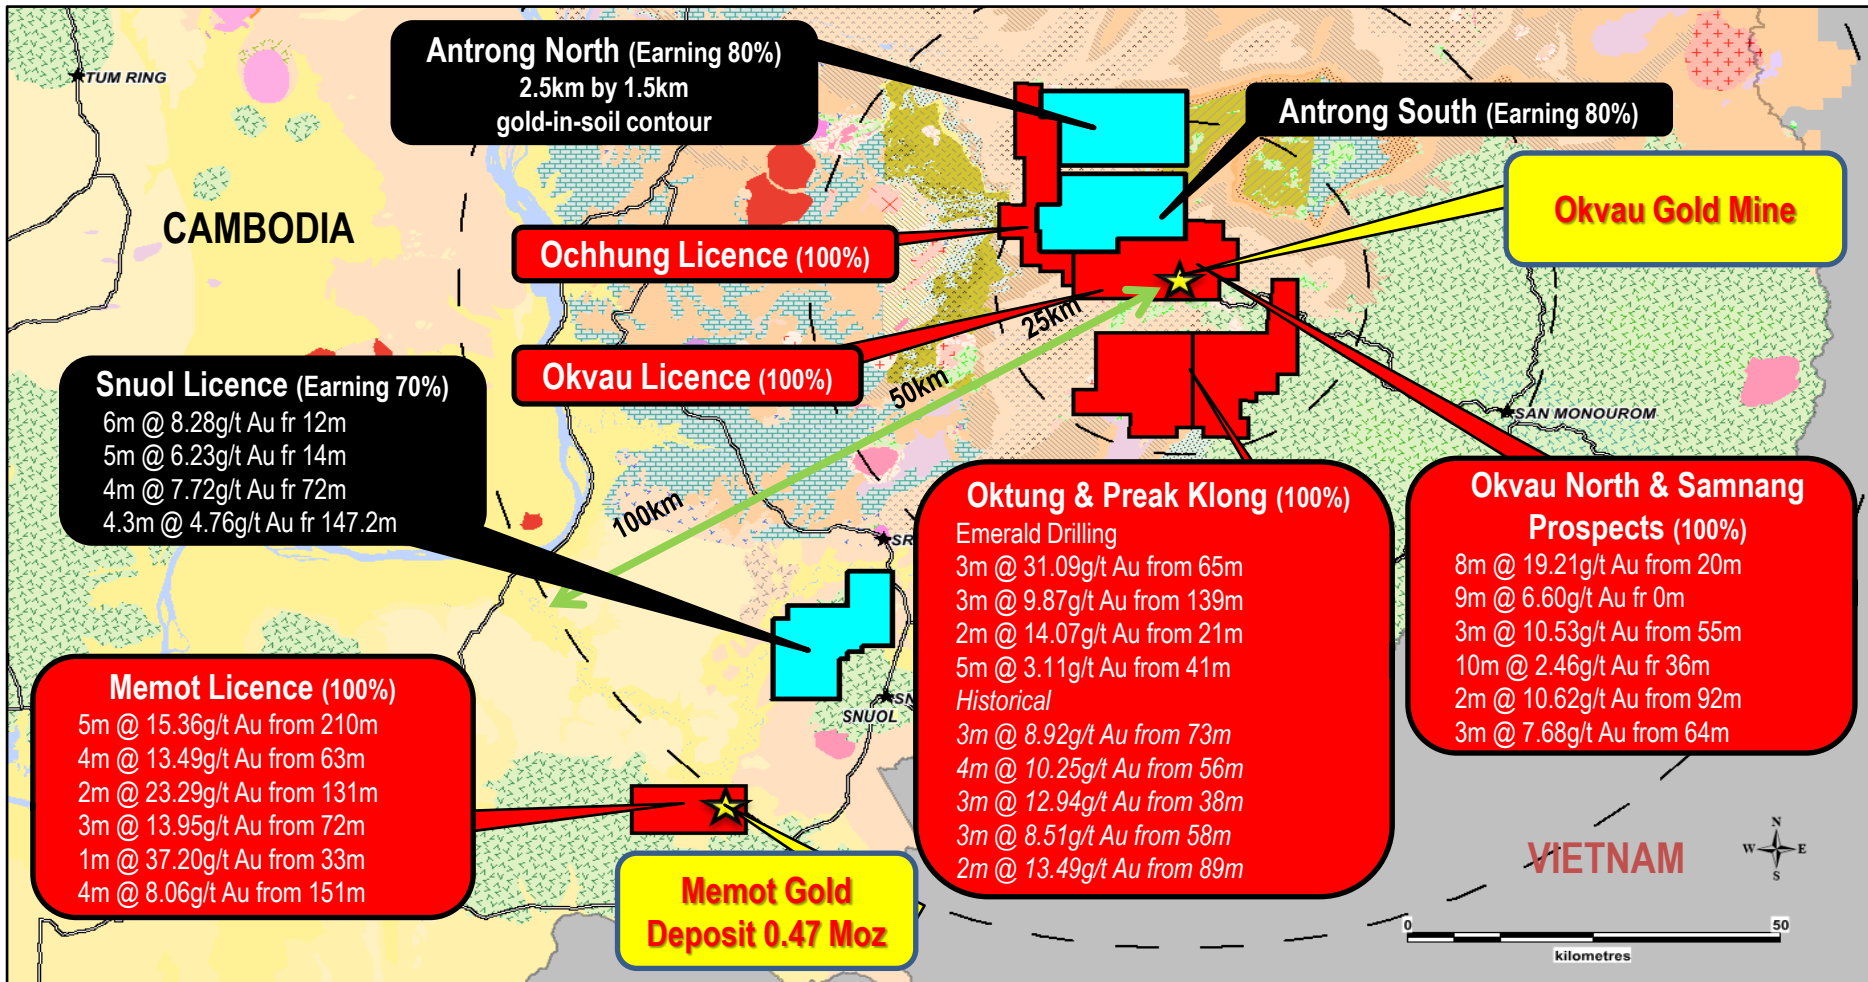 TUM RING
CAMBODIA
Antrong North (Earning 80%)
2.5km by 1.5km
gold-in-soil contour
Antrong South (Earning 80%)
Okvau Gold Mine
Ochhung Licence (100%)
Okvau Licence (100%)
25km
50km
100km
Snuol Licence (Earning 70%)
6m @ 8.28g/t Au fr 12m
5m @ 6.23g/t Au fr 14m
4m @ 7.72g/t Au fr 72m
4.3m @ 4.76g/t Au fr 147.2m
SAN MONOUROM
SR
SN
SNUOL
Oktung & Preak Klong (100%)
Emerald Drilling
3m @ 31.09g/t Au from 65m
3m @ 9.87g/t Au from 139m
2m @ 14.07g/t Au from 21m
5m @ 3.11g/t Au from 41m
Historical
3m @ 8.92g/t Au from 73m
4m @ 10.25g/t Au from 56m
3m @ 12.94g/t Au from 38m
3m @ 8.51g/t Au from 58m
2m @ 13.49g/t Au from 89m
Okvau North & Samnang
Prospects (100%)
8m @ 19.21g/t Au from 20m
9m @ 6.60g/t Au fr 0m
3m @ 10.53g/t Au from 55m
10m @ 2.46g/t Au fr 36m
2m @ 10.62g/t Au from 92m
3m @ 7.68g/t Au from 64m
Memot Licence (100%)
5m @ 15.36g/t Au from 210m
4m @ 13.49g/t Au from 63m
2m @ 23.29g/t Au from 131m
3m @ 13.95g/t Au from 72m
1m @ 37.20g/t Au from 33m
4m @ 8.06g/t Au from 151m
Memot Gold
Deposit 0.47 Moz
VIETNAM
N
W E
S
0 50
kilometres